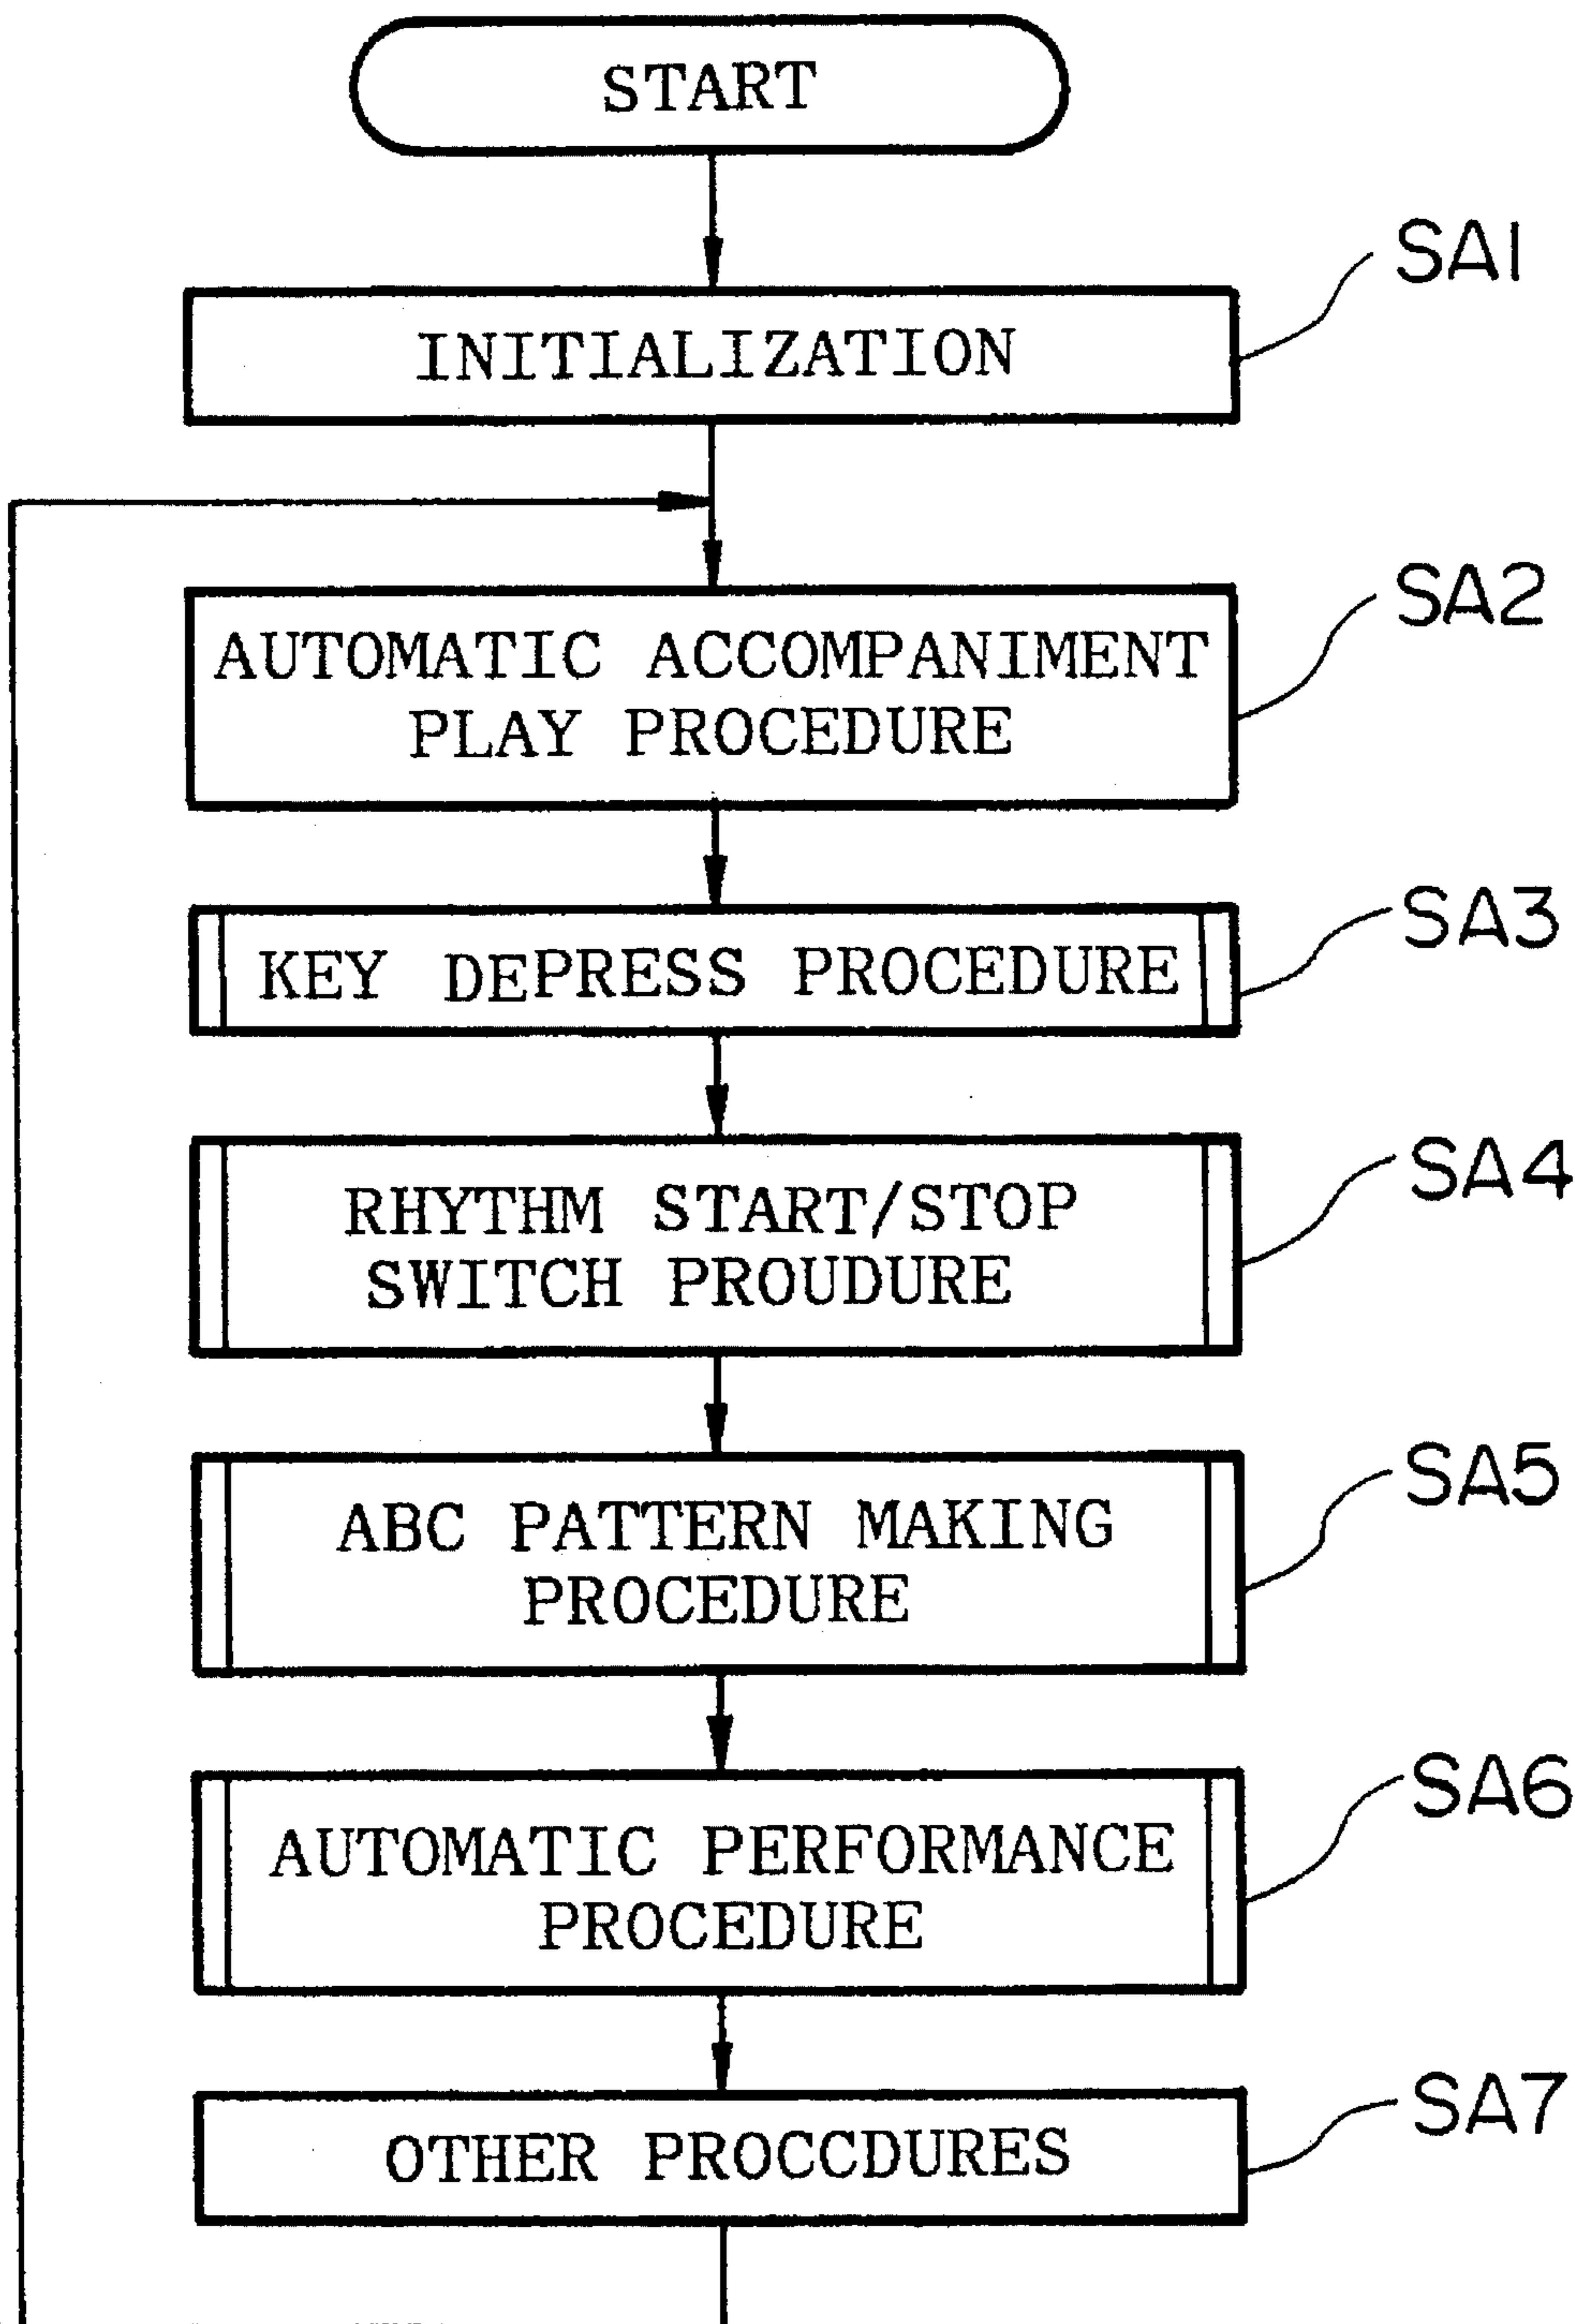 START
SA1
INITIALIZATION
SA2
AUTOMATIC ACCOMPANIMENT
PLAY PROCEDURE
SA3
KEY DEPRESS PROCEDURE
SA4
RHYTHM START/STOP
SWITCH PROUDURE
SA5
ABC PATTERN MAKING
PROCEDURE
SA6
AUTOMATIC PERFORMANCE
PROCEDURE
SA7
OTHER PROCCDURES